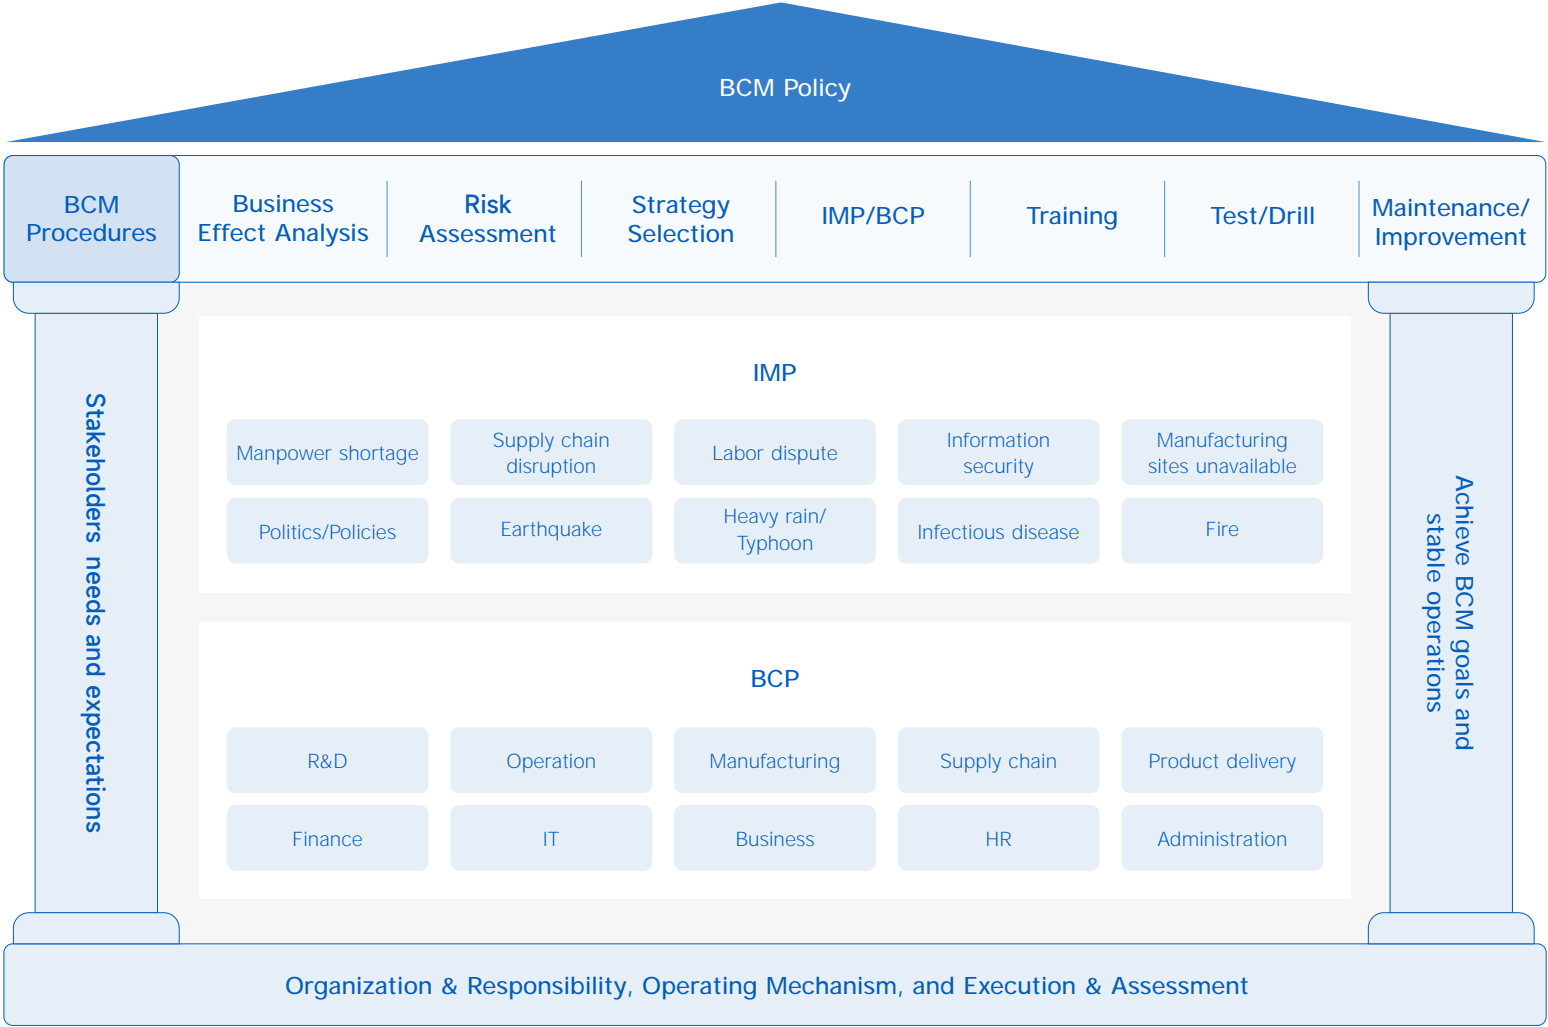 BCM Policy
BCM
Procedures
Business
Effect Analysis
Risk
Assessment
Strategy
Selection
IMP/BCP
Training
Test/Drill
Maintenance/
Improvement
Stakeholders needs and expectations
IMP
Manpower shortage
Supply chain
disruption
Labor dispute
Information
security
Manufacturing
sites unavailable
Politics/Policies
Earthquake
Heavy rain/
Typhoon
Infectious disease
Fire
BCP
R&D
Operation
Manufacturing
Supply chain
Product delivery
Finance
IT
Business
HR
Administration
Achieve BCM goals and
stable operations
Organization & Responsibility, Operating Mechanism, and Execution & Assessment